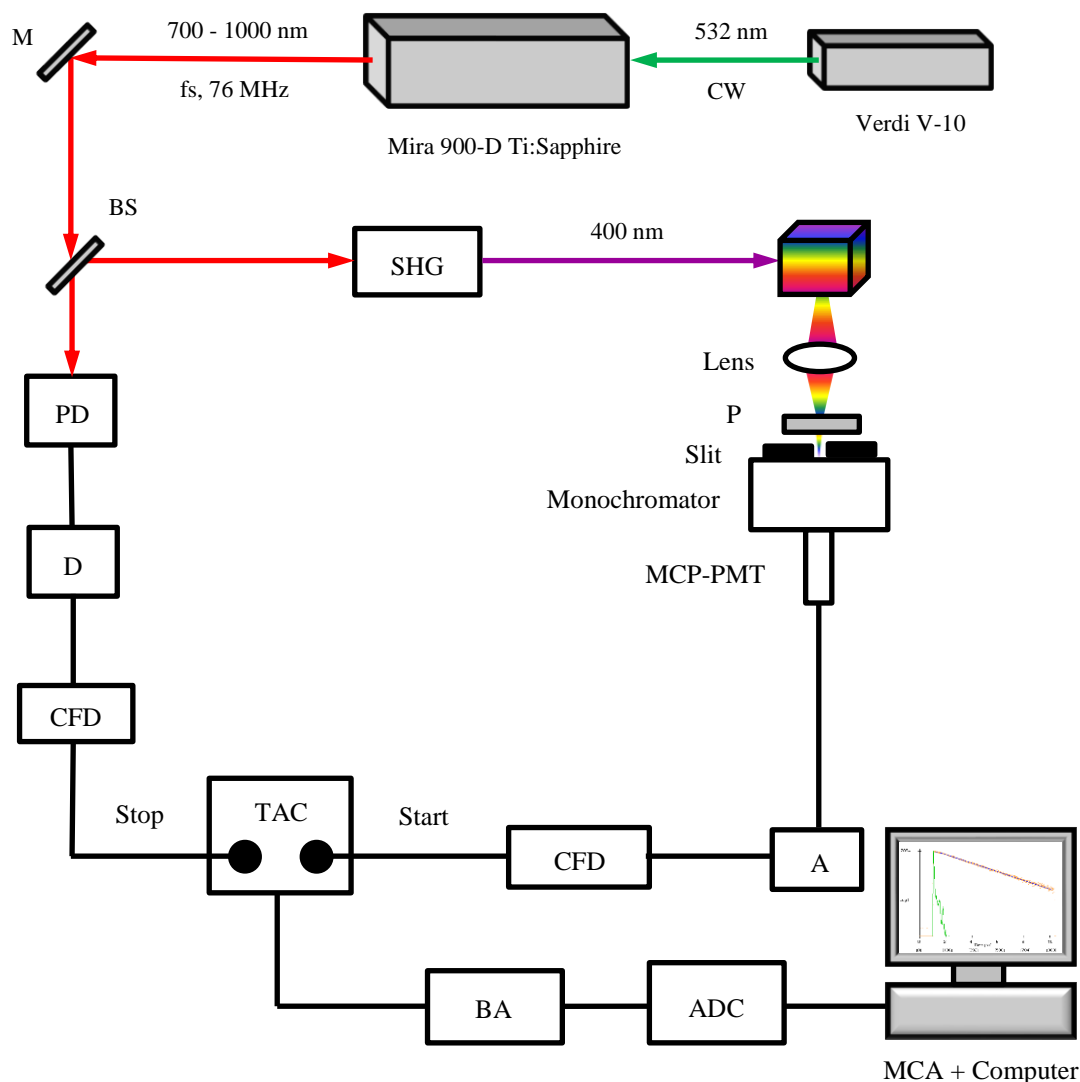 M
700 - 1000 nm
532 nm
fs, 76 MHz
CW
Mira 900-D Ti:Sapphire
Verdi V-10
BS
SHG
400 nm
Lens
PD
P
Slit
Monochromator
D
MCP-PMT
CFD
Stop
TAC
Start
CFD
A
BA
ADC
MCA + Computer